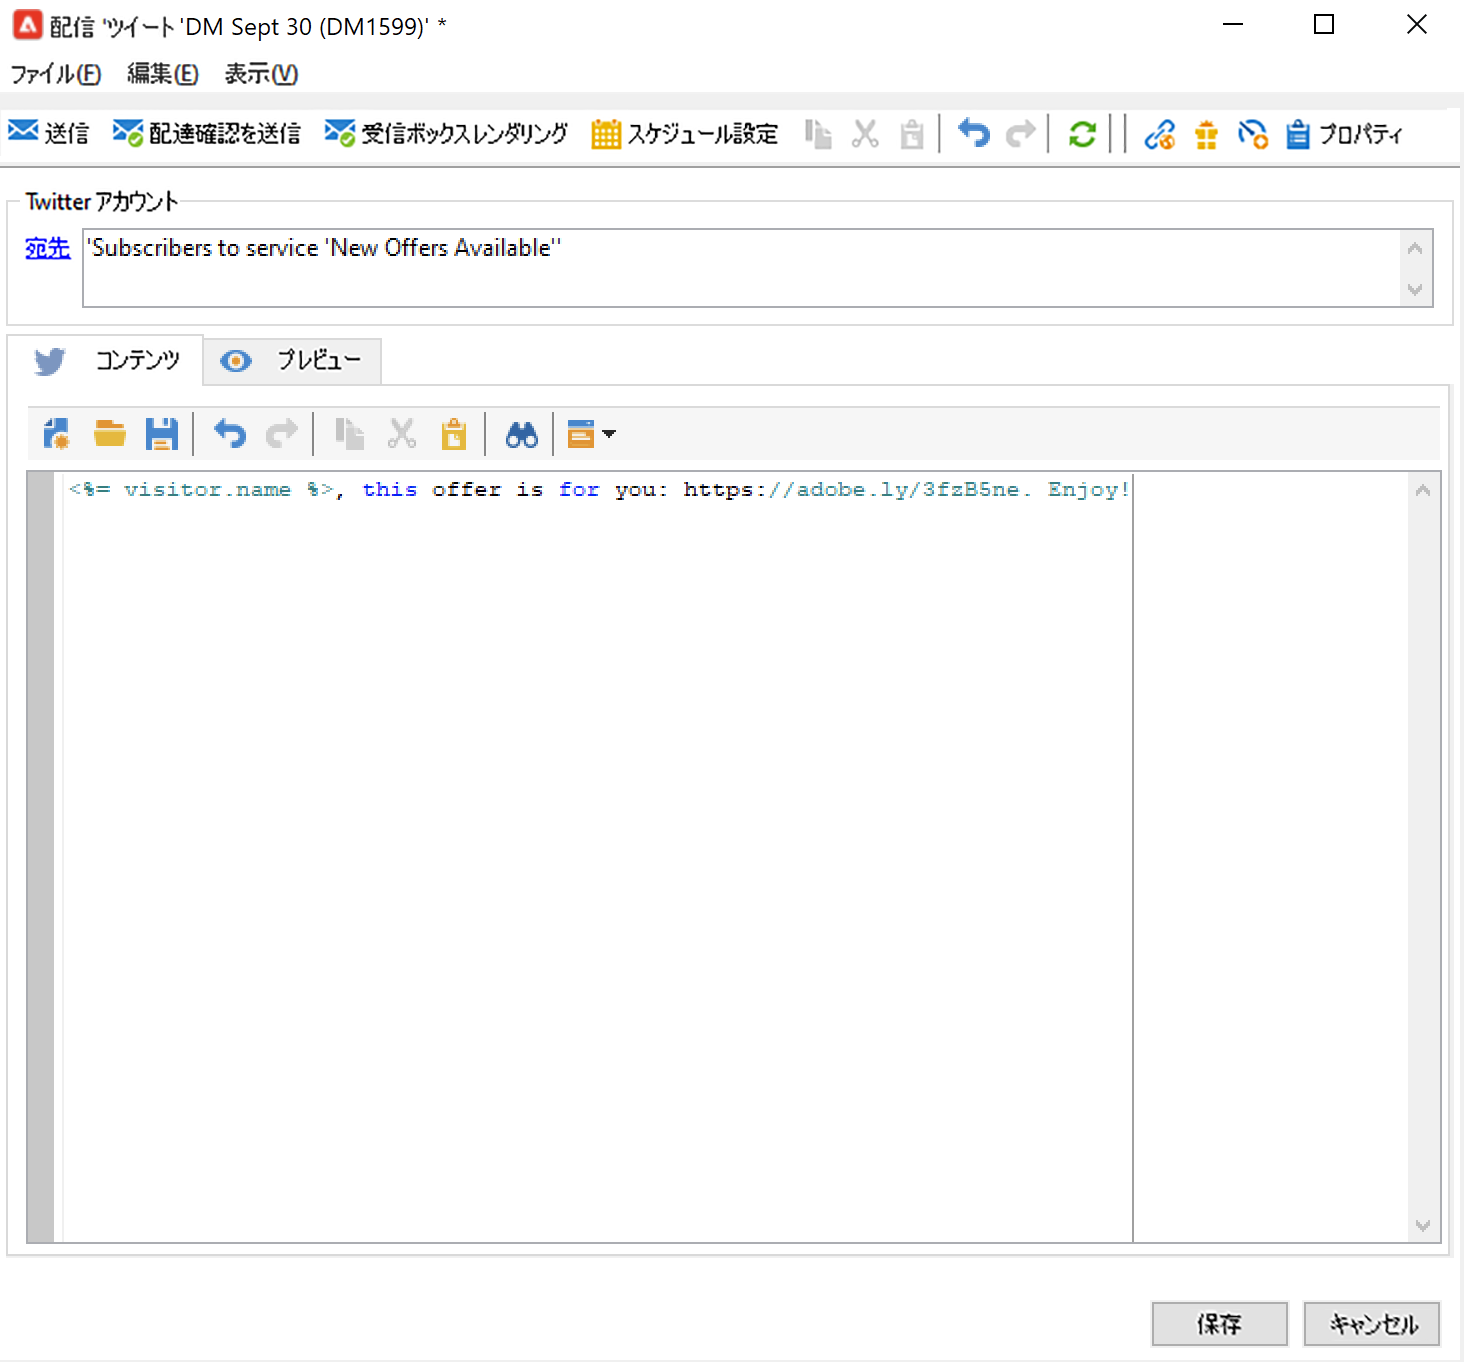 配信 'ツイート 'DM Sept 30 (DM1599)' *
ファイル(F) 編集(E) 表示(V)
送信 配達確認を送信 受信ボックスレンダリング スケジュール設定 プロパティ
Twitter アカウント
宛先 'Subscribers to service 'New Offers Available''
コンテンツ プレビュー
<%= visitor.name %>, this offer is for you: https://adobe.ly/3fzB5ne. Enjoy!
保存 キャンセル